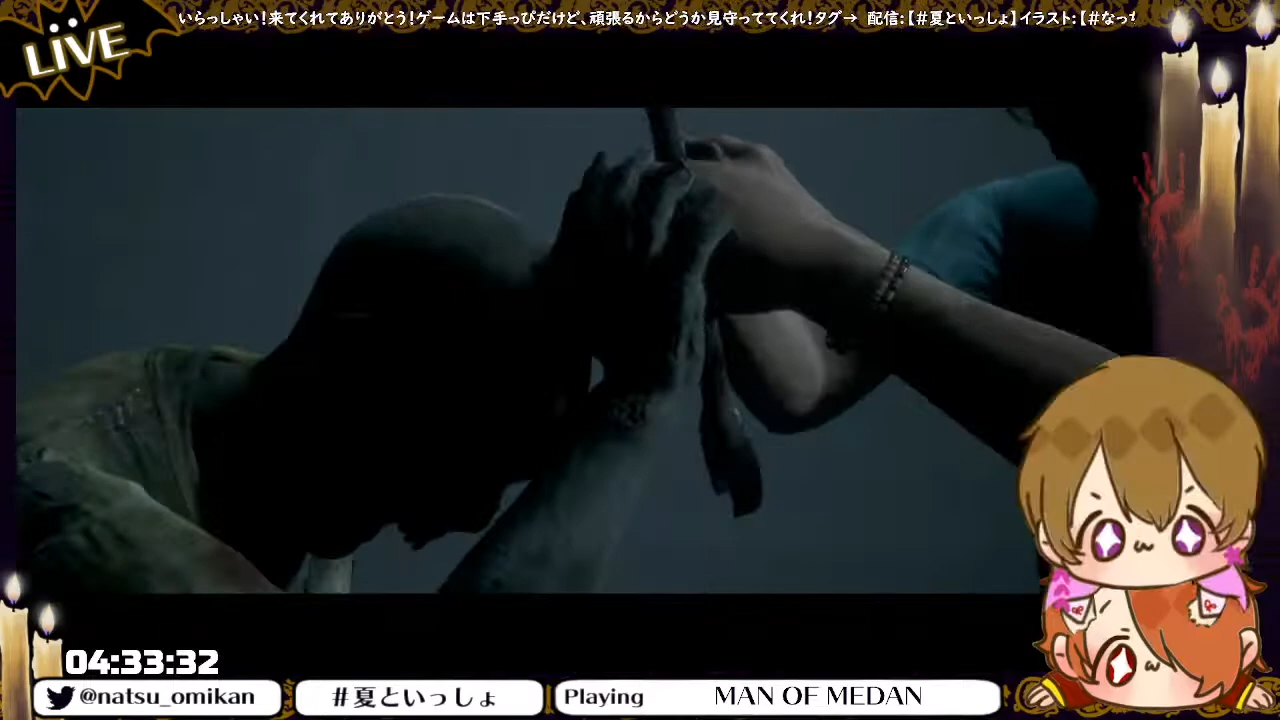 いらっしゃい!来てくれてありがとう!ゲームは下手っぴだけど、頑張るからどうか見守っててくれ!タグ→ 配信:【#夏といっしょ】イラスト:【#なっ
LiVE
04:33:32
@natsu_omikan
#夏といっしょ
Playing MAN OF MEDAN